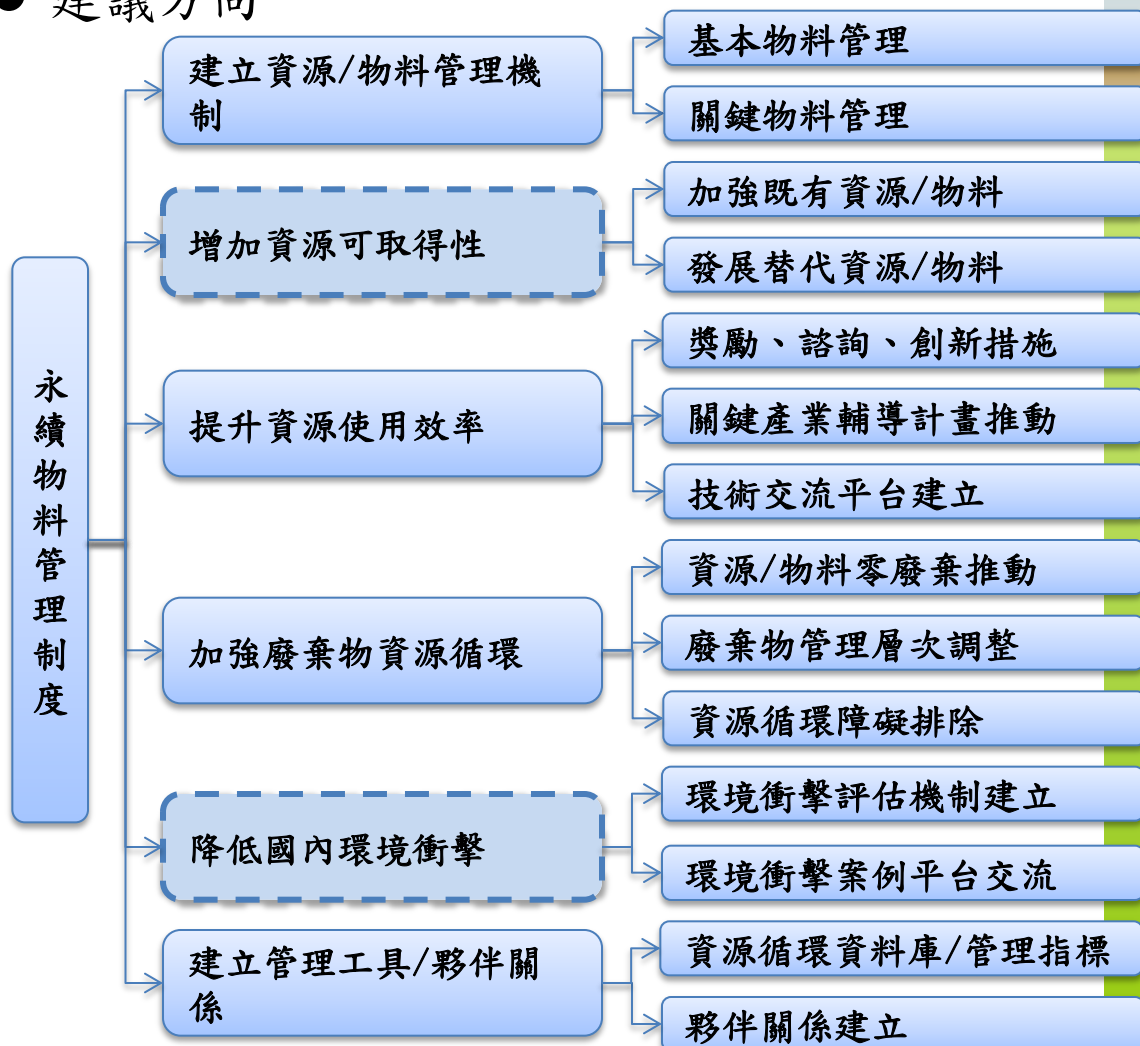 ● 建議方向
永續物料管理制度
建立資源/物料管理機
制
基本物料管理
關鍵物料管理
增加資源可取得性
加強既有資源/物料
發展替代資源/物料
提升資源使用效率
獎勵、諮詢、創新措施
關鍵產業輔導計畫推動
技術交流平台建立
加強廢棄物資源循環
資源/物料零廢棄推動
廢棄物管理層次調整
資源循環障礙排除
降低國內環境衝擊
環境衝擊評估機制建立
環境衝擊案例平台交流
建立管理工具/夥伴關
係
資源循環資料庫/管理指標
夥伴關係建立